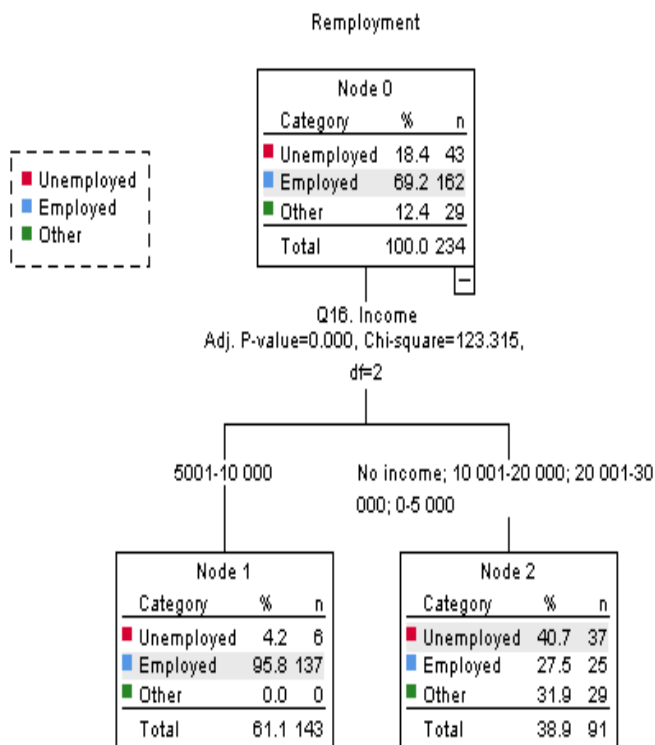 Remployment
Node 0
Category % n
Unemployed 18.4 43
Employed 69.2 162
Other 12.4 29
Total 100.0 234
Unemployed
Employed
Other
Q16. Income
Adj. P-value=0.000, Chi-square=123.315,
df=2
5001-10 000
No income; 10 001-20 000; 20 001-30
000; 0-5 000
Node 1
Category % n
Unemployed 4.2 6
Employed 95.8 137
Other 0.0 0
Total 61.1 143
Node 2
Category % n
Unemployed 40.7 37
Employed 27.5 25
Other 31.9 29
Total 38.9 91